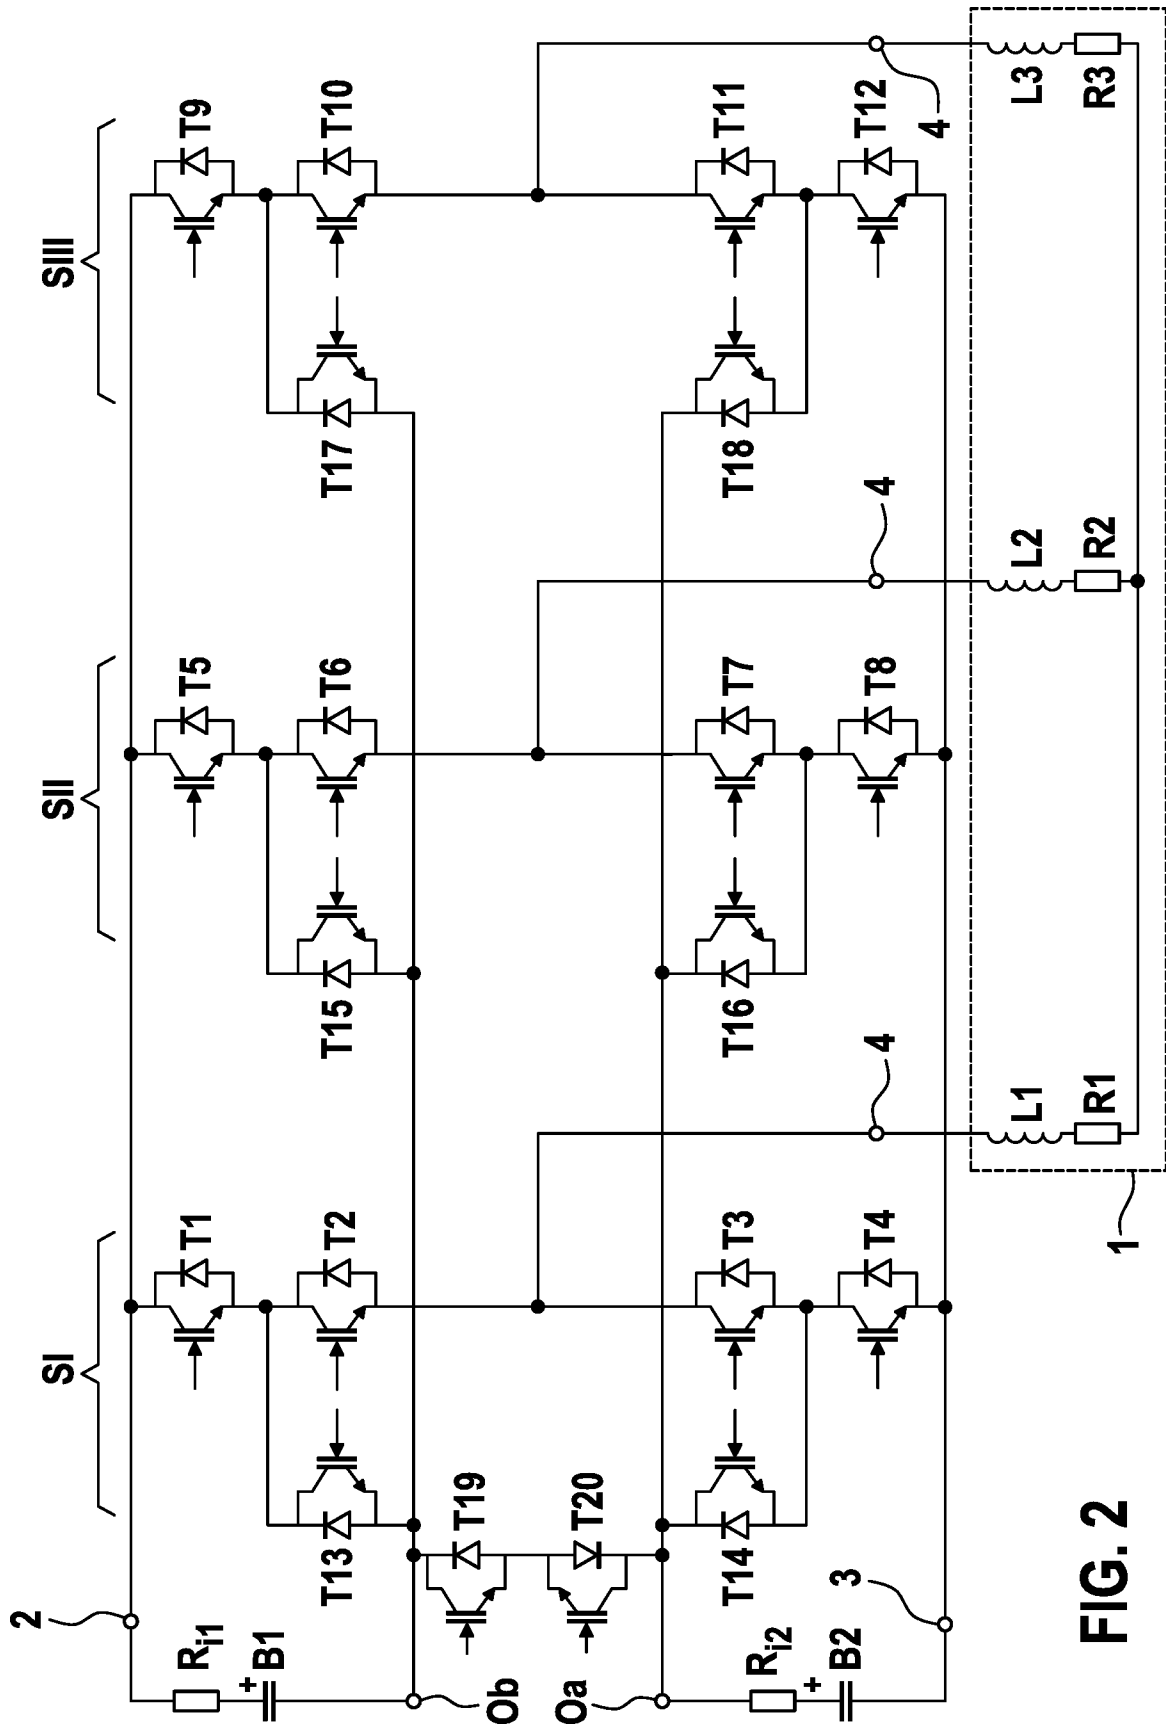 SI
SII
SIII
2
Ri1
+
B1
T1
T5
T9
T13
T2
T15
T6
T17
T10
Ob
T19
Oa
T20
Ri2
+
B2
T14
T3
T16
T7
T18
T11
3
T4
4
T8
4
T12
4
L1
L2
L3
R1
R2
R3
1
FIG. 2